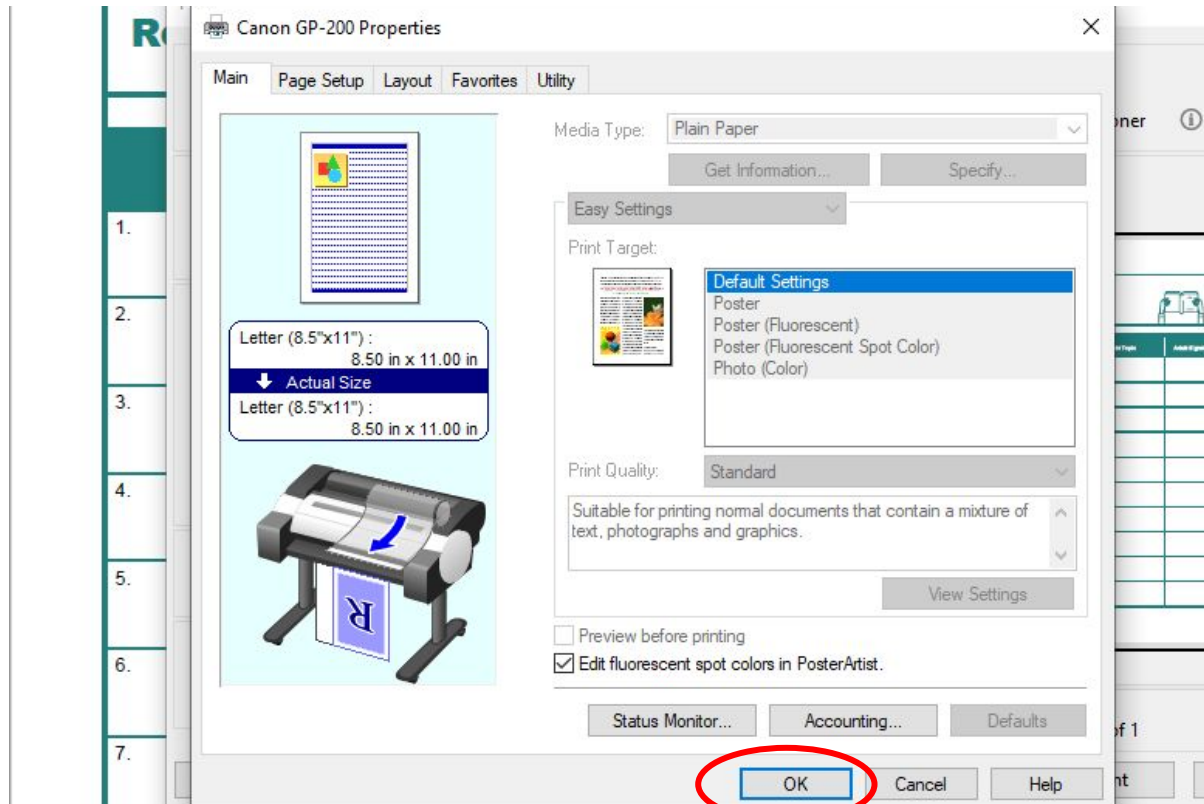 Canon GP-200 Properties
Main Page Setup Layout Favorites Utility
Media Type: Plain Paper
Get Information... Specify...
Easy Settings
Print Target:
Default Settings
Poster
Poster (Fluorescent)
Poster (Fluorescent Spot Color)
Photo (Color)
Letter (8.5"x11") :
8.50 in x 11.00 in
Actual Size
Letter (8.5"x11") :
8.50 in x 11.00 in
R
Print Quality: Standard
Suitable for printing normal documents that contain a mixture of
text, photographs and graphics.
View Settings
Preview before printing
Edit fluorescent spot colors in PosterArtist.
Status Monitor... Accounting... Defaults
OK Cancel Help
1.
2.
3.
4.
5.
6.
7.
of 1